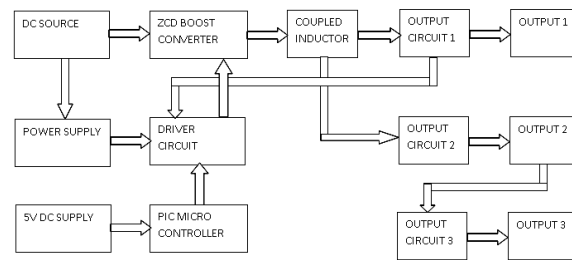 DC SOURCE
ZCD BOOST
CONVERTER
COUPLED
INDUCTOR
OUTPUT
CIRCUIT 1
OUTPUT 1
POWER SUPPLY
DRIVER
CIRCUIT
OUTPUT
CIRCUIT 2
OUTPUT 2
5V DC SUPPLY
PIC MICRO
CONTROLLER
OUTPUT
CIRCUIT 3
OUTPUT 3